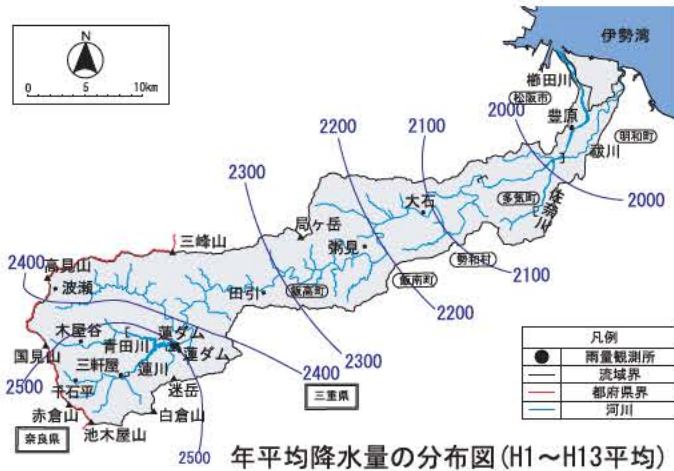 N
0 5 10km
伊勢湾
櫛田川
松阪市
豊原
明和町
祓川
2000
2000
2100
2200
2300
大石
多気町
佐奈川
局ヶ岳
粥見
勢和村
2100
三峰山
飯南町
2200
高見山
2400
波瀬
田引
飯高町
木屋谷
蓮ダム
青田川
蓮ダム
2300
国見山
三軒屋
蓮川
2400
2500
千石平
迷岳
三重県
赤倉山
白倉山
奈良県
池木屋山
2500
凡例
雨量観測所
流域界
都府県界
河川
年平均降水量の分布図(H1~H13平均)